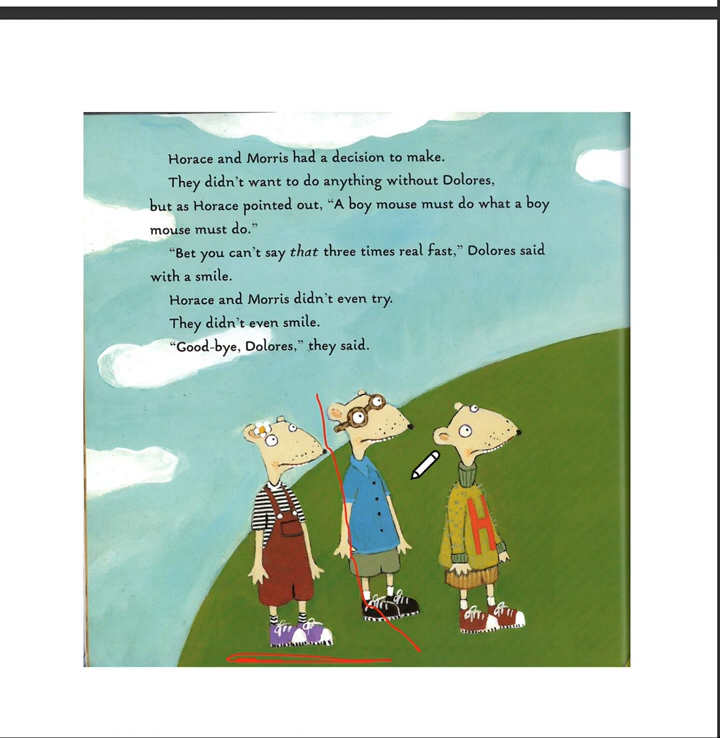 Horace and Morris had a decision to make.
They didn't want to do anything without Dolores,
but as Horace pointed out, "A boy mouse must do what a boy
mouse must do."
"Bet you can't say that three times real fast," Dolores said
with a smile.
Horace and Morris didn't even try.
They didn't even smile.
"Good-bye, Dolores," they said.
H